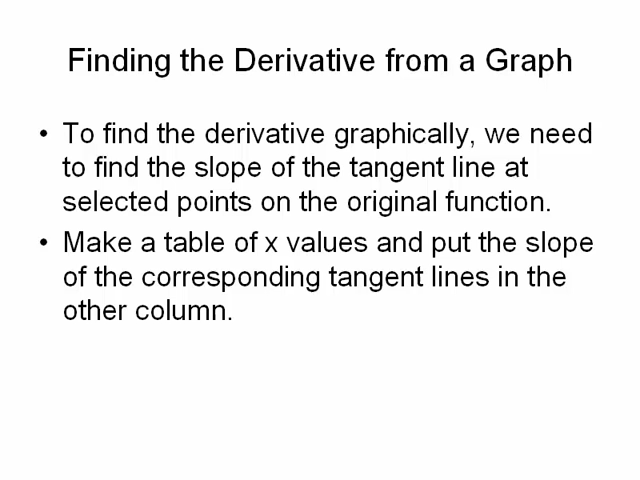 Finding the Derivative from a Graph
• To find the derivative graphically, we need
to find the slope of the tangent line at
selected points on the original function.
• Make a table of x values and put the slope
of the corresponding tangent lines in the
other column.